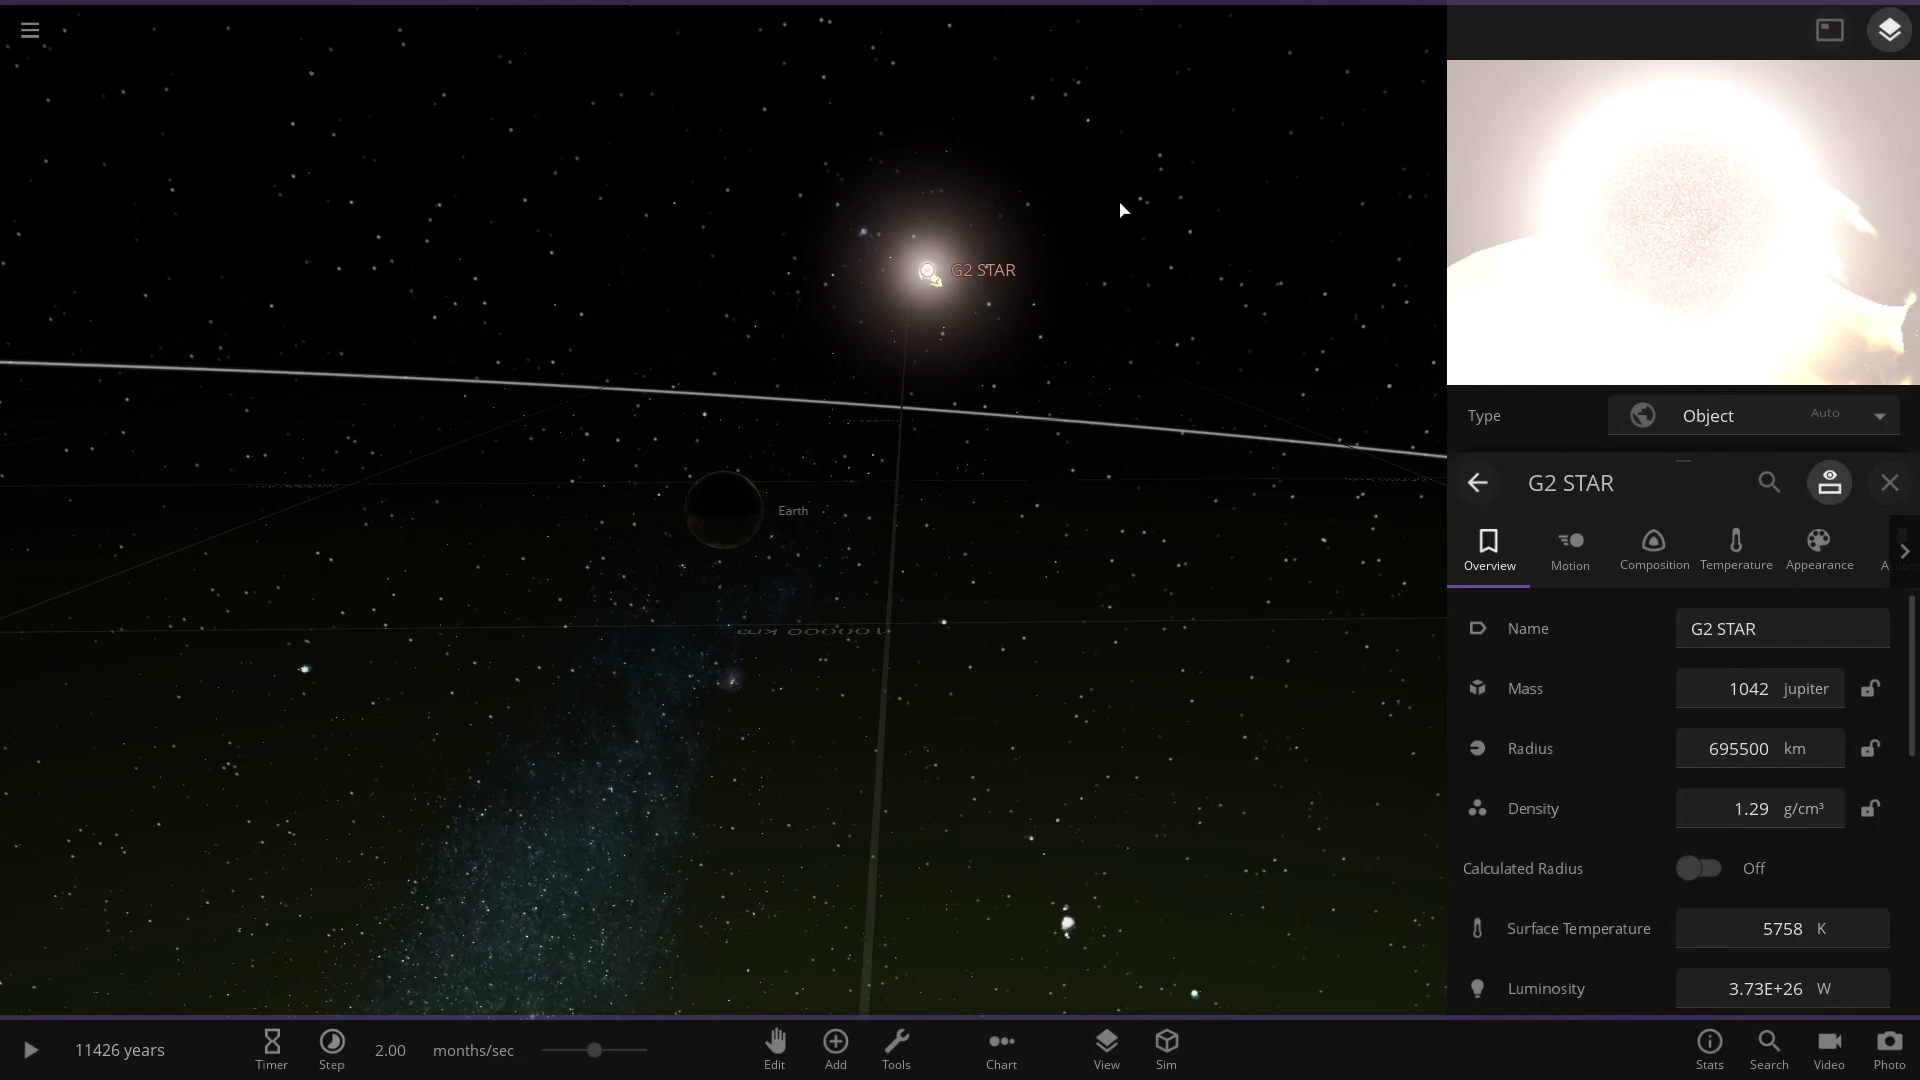 G2 STAR
Earth
Type
Object
Auto
G2 STAR
Overview
Motion
Composition
Temperature
Appearance
Name
G2 STAR
Mass
1042 jupiter
Radius
695500 km
Density
1.29 g/cm³
Calculated Radius
Off
Surface Temperature
5758 K
Luminosity
3.73E+26 W
11426 years
Timer
Step
2.00 months/sec
Edit
Add
Tools
Chart
View
Sim
Stats
Search
Video
Photo